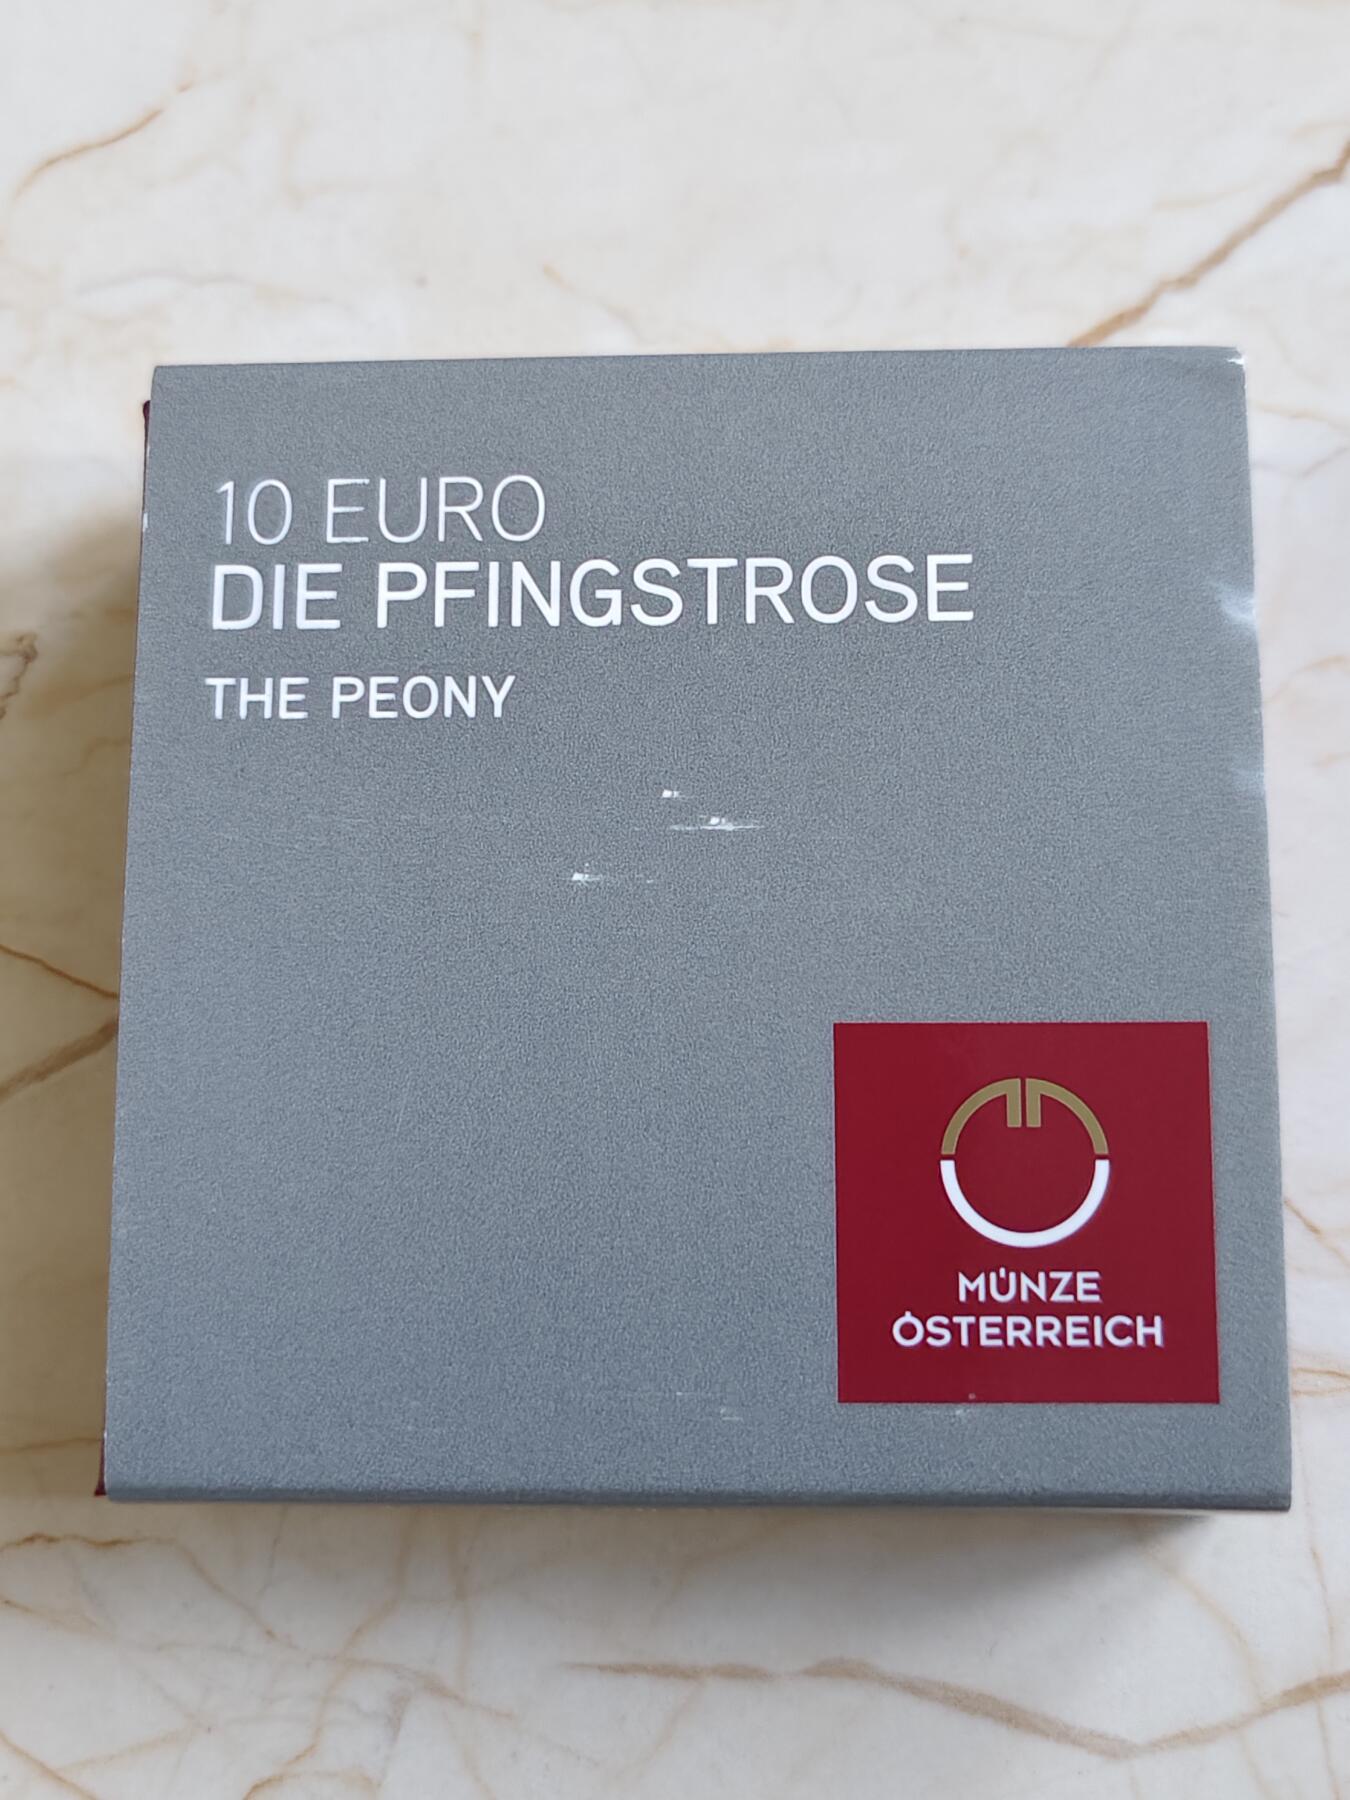 10 EURO
DIE PFINGSTROSE
THE PEONY
MÜNZE
ÖSTERREICH